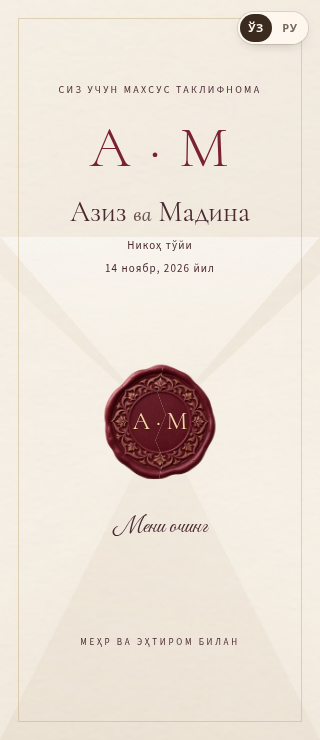 ЎЗ РУ
СИЗ УЧУН МАХСУС ТАКЛИФНОМА
А · М
Азиз ва Мадина
Никоҳ тўйи
14 ноябр, 2026 йил
А · М
Мени очинг
МЕҲР ВА ЭҲТИРОМ БИЛАН